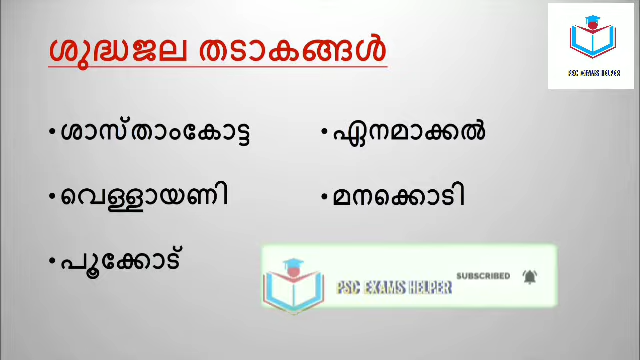 ശുദ്ധജല തടാകങ്ങൾ
PSC EXAMS HELPER
•ശാസ്താംകോട്ട
•വെള്ളായണി
•പൂക്കോട്
•ഏനമാക്കൽ
•മനക്കൊടി
PSC EXAMS HELPER
SUBSCRIBED